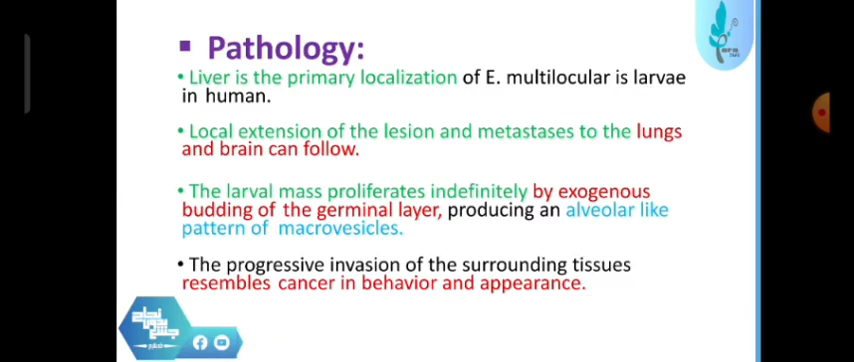 ▪ Pathology:
• Liver is the primary localization of E. multilocular is larvae
in human.
• Local extension of the lesion and metastases to the lungs
and brain can follow.
• The larval mass proliferates indefinitely by exogenous
budding of the germinal layer, producing an alveolar like
pattern of macrovesicles.
• The progressive invasion of the surrounding tissues
resembles cancer in behavior and appearance.